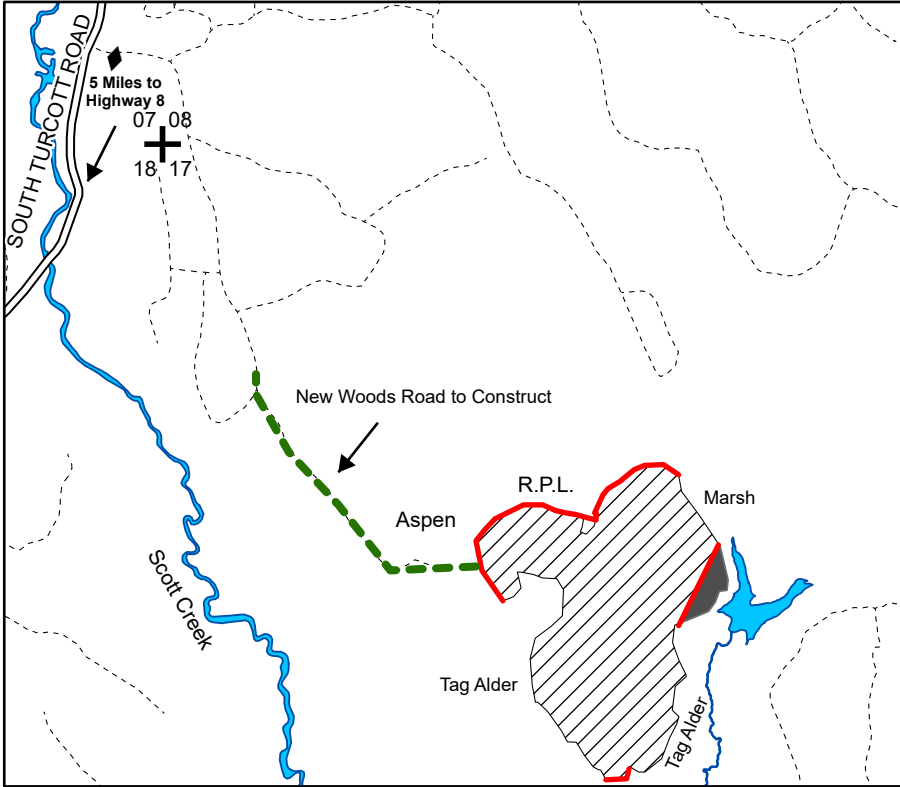 SOUTH TURCOTT ROAD
5 Miles to
Highway 8
07 08
18 17
New Woods Road to Construct
R.P.L.
Marsh
Aspen
Scott Creek
Tag Alder
Tag Alder